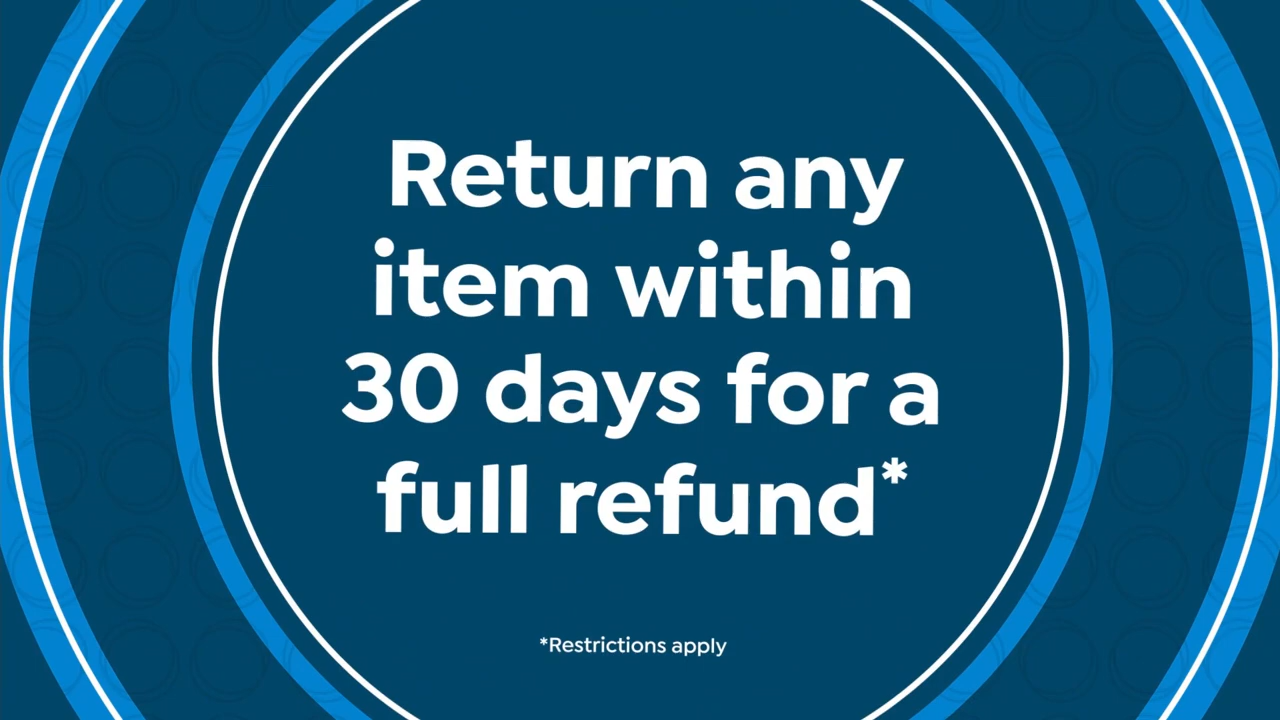 Return any
item within
30 days for a
full refund*
*Restrictions apply